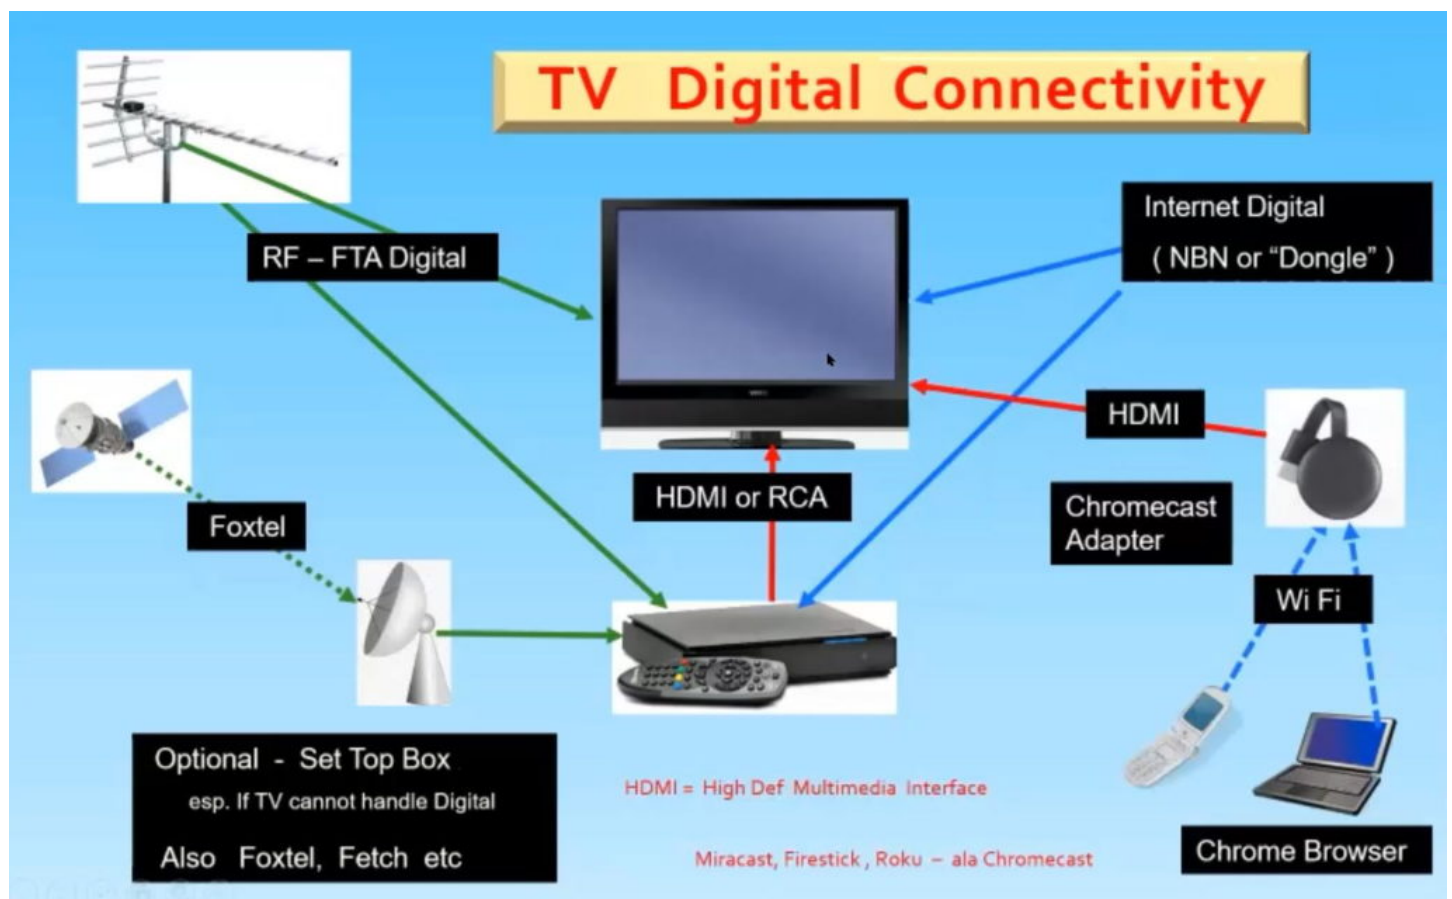 TV Digital Connectivity
Internet Digital
( NBN or “Dongle” )
RF – FTA Digital
HDMI
HDMI or RCA
Chromecast
Adapter
Foxtel
Wi Fi
Optional - Set Top Box
esp. If TV cannot handle Digital
Also Foxtel, Fetch etc
HDMI = High Def Multimedia Interface
Miracast, Firestick , Roku – ala Chromecast
Chrome Browser